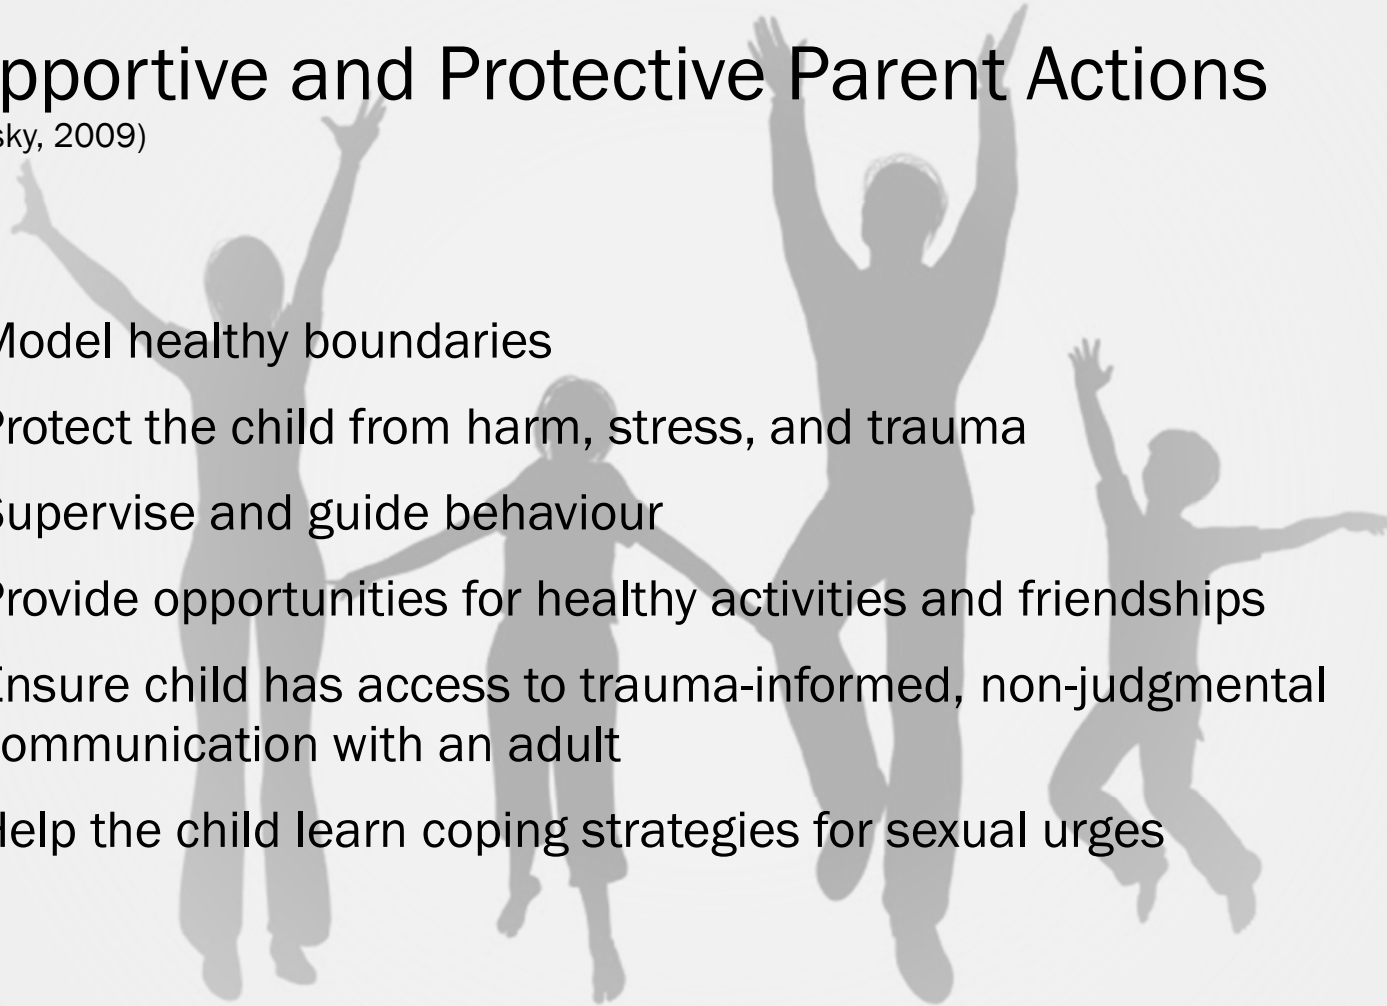 pportive and Protective Parent Actions
sky, 2009)
Model healthy boundaries
Protect the child from harm, stress, and trauma
Supervise and guide behaviour
Provide opportunities for healthy activities and friendships
Ensure child has access to trauma-informed, non-judgmental
ommunication with an adult
Help the child learn coping strategies for sexual urges